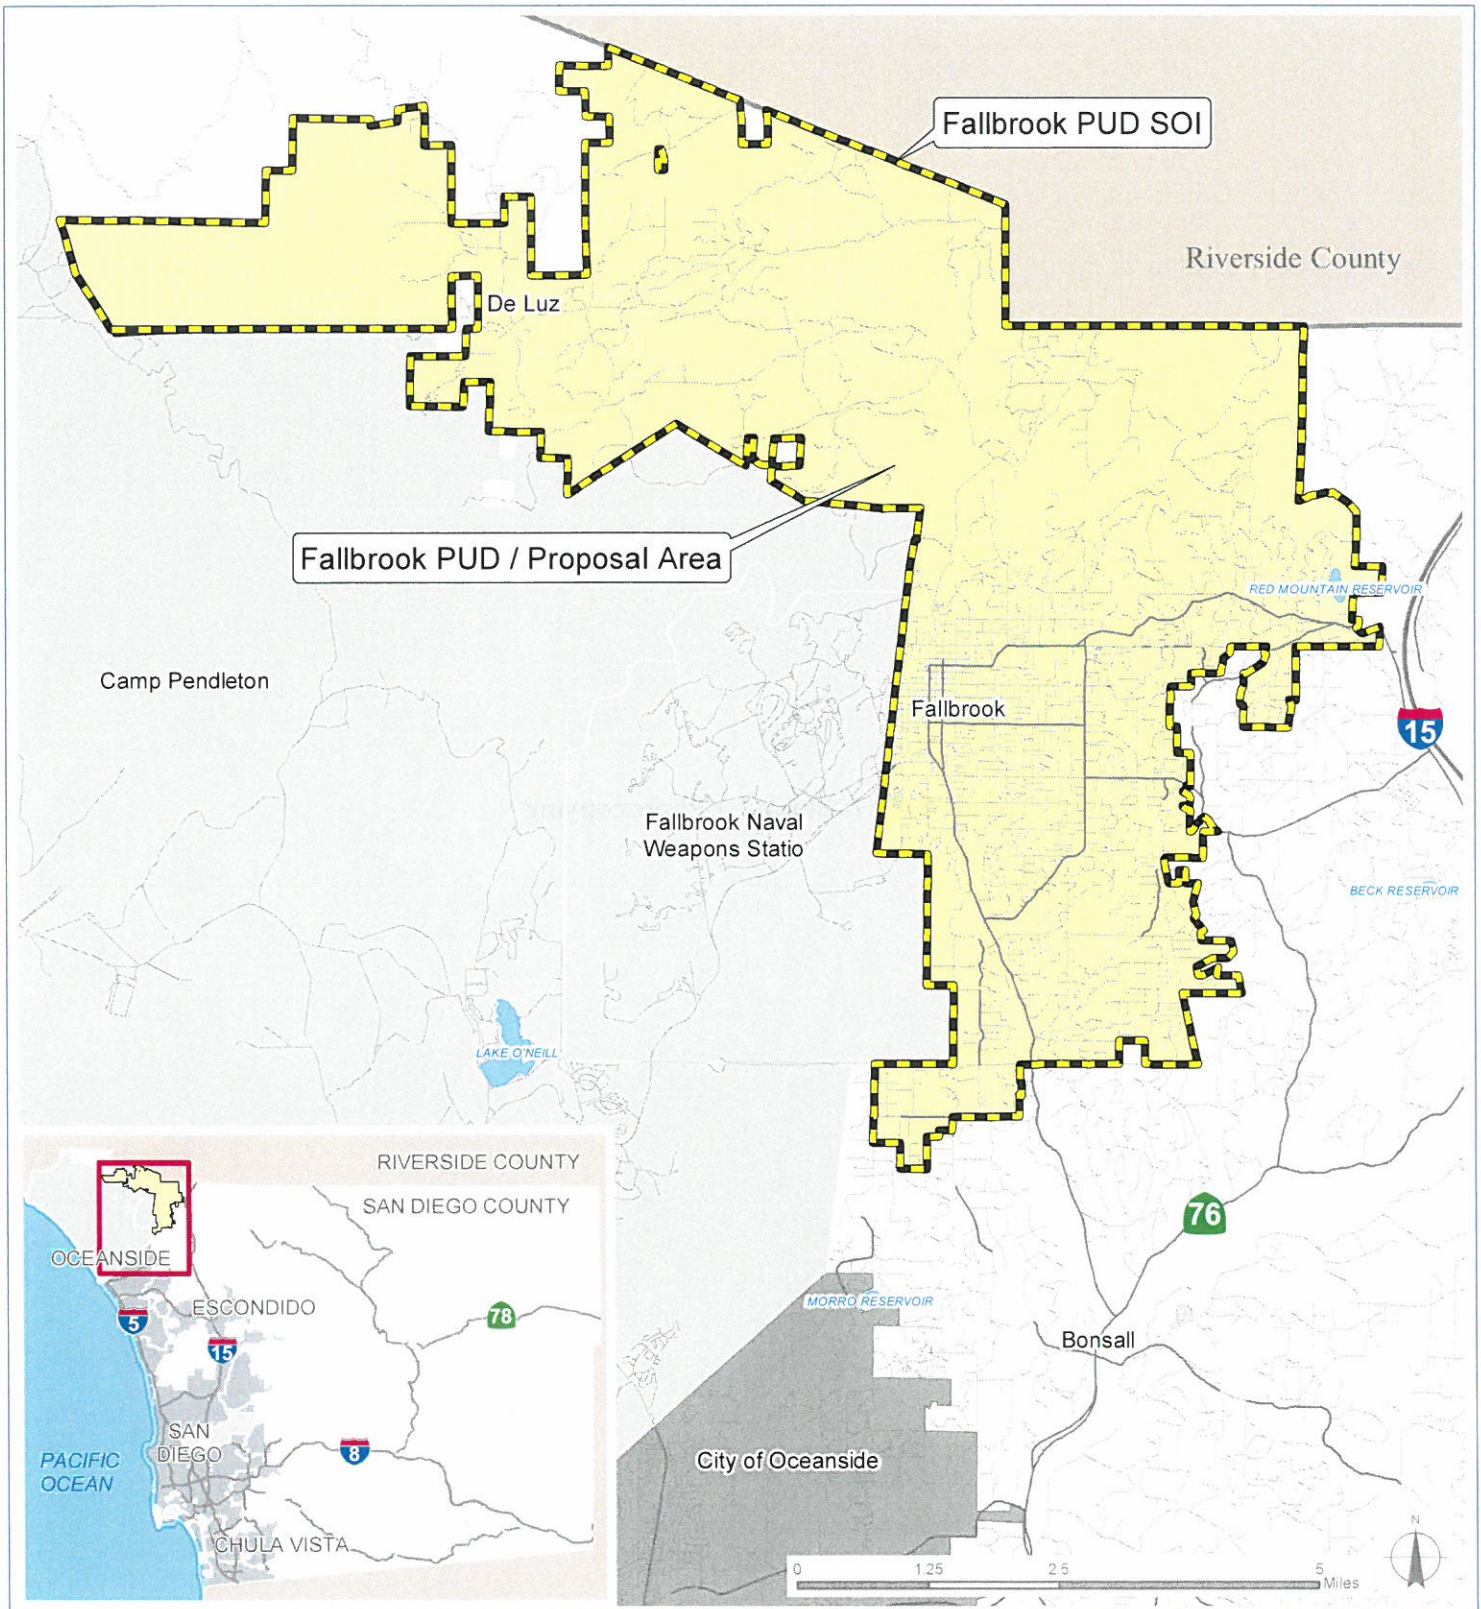 Fallbrook PUD SOI
Riverside County
De Luz
Fallbrook PUD / Proposal Area
RED MOUNTAIN RESERVOIR
Camp Pendleton
Fallbrook
15
Fallbrook Naval
Weapons Statio
BECK RESERVOIR
LAKE O'NEILL
76
MORRO RESERVOIR
Bonsall
City of Oceanside
RIVERSIDE COUNTY
SAN DIEGO COUNTY
OCEANSIDE
ESCONDIDO
5
78
15
SAN
DIEGO
8
PACIFIC
OCEAN
CHULA VISTA
N
0 1.25 2.5 5
Miles